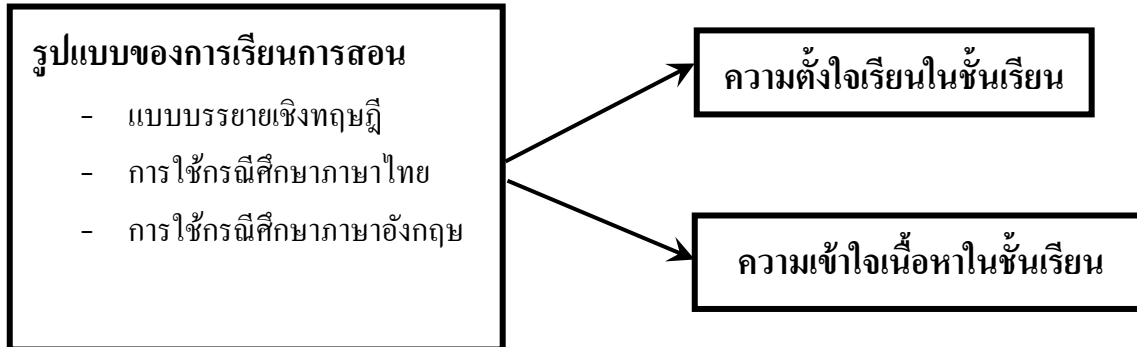 รูปแบบของการเรียนการสอน
- แบบบรรยายเชิงทฤษฎี
- การใช้กรณีศึกษาภาษาไทย
- การใช้กรณีศึกษาภาษาอังกฤษ
ความตั้งใจเรียนในชั้นเรียน
ความเข้าใจเนื้อหาในชั้นเรียน